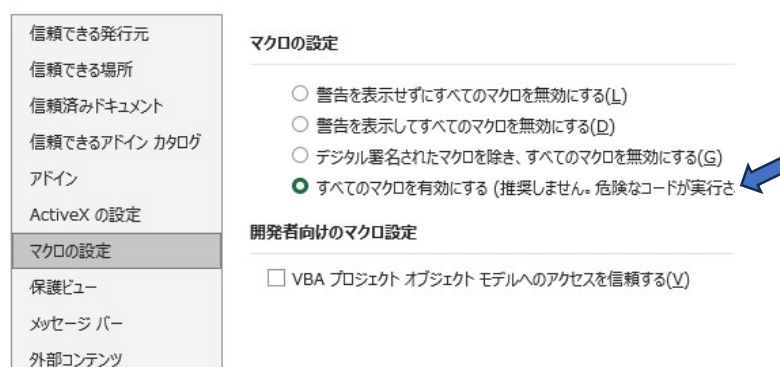 信頼できる発行元
信頼できる場所
信頼済みドキュメント
信頼できるアドイン カタログ
アドイン
ActiveX の設定
マクロの設定
保護ビュー
メッセージ バー
外部コンテンツ
マクロの設定
警告を表示せずにすべてのマクロを無効にする(L)
警告を表示してすべてのマクロを無効にする(D)
デジタル署名されたマクロを除き、すべてのマクロを無効にする(G)
すべてのマクロを有効にする (推奨しません。危険なコードが実行さ
開発者向けのマクロ設定
VBA プロジェクト オブジェクト モデルへのアクセスを信頼する(V)